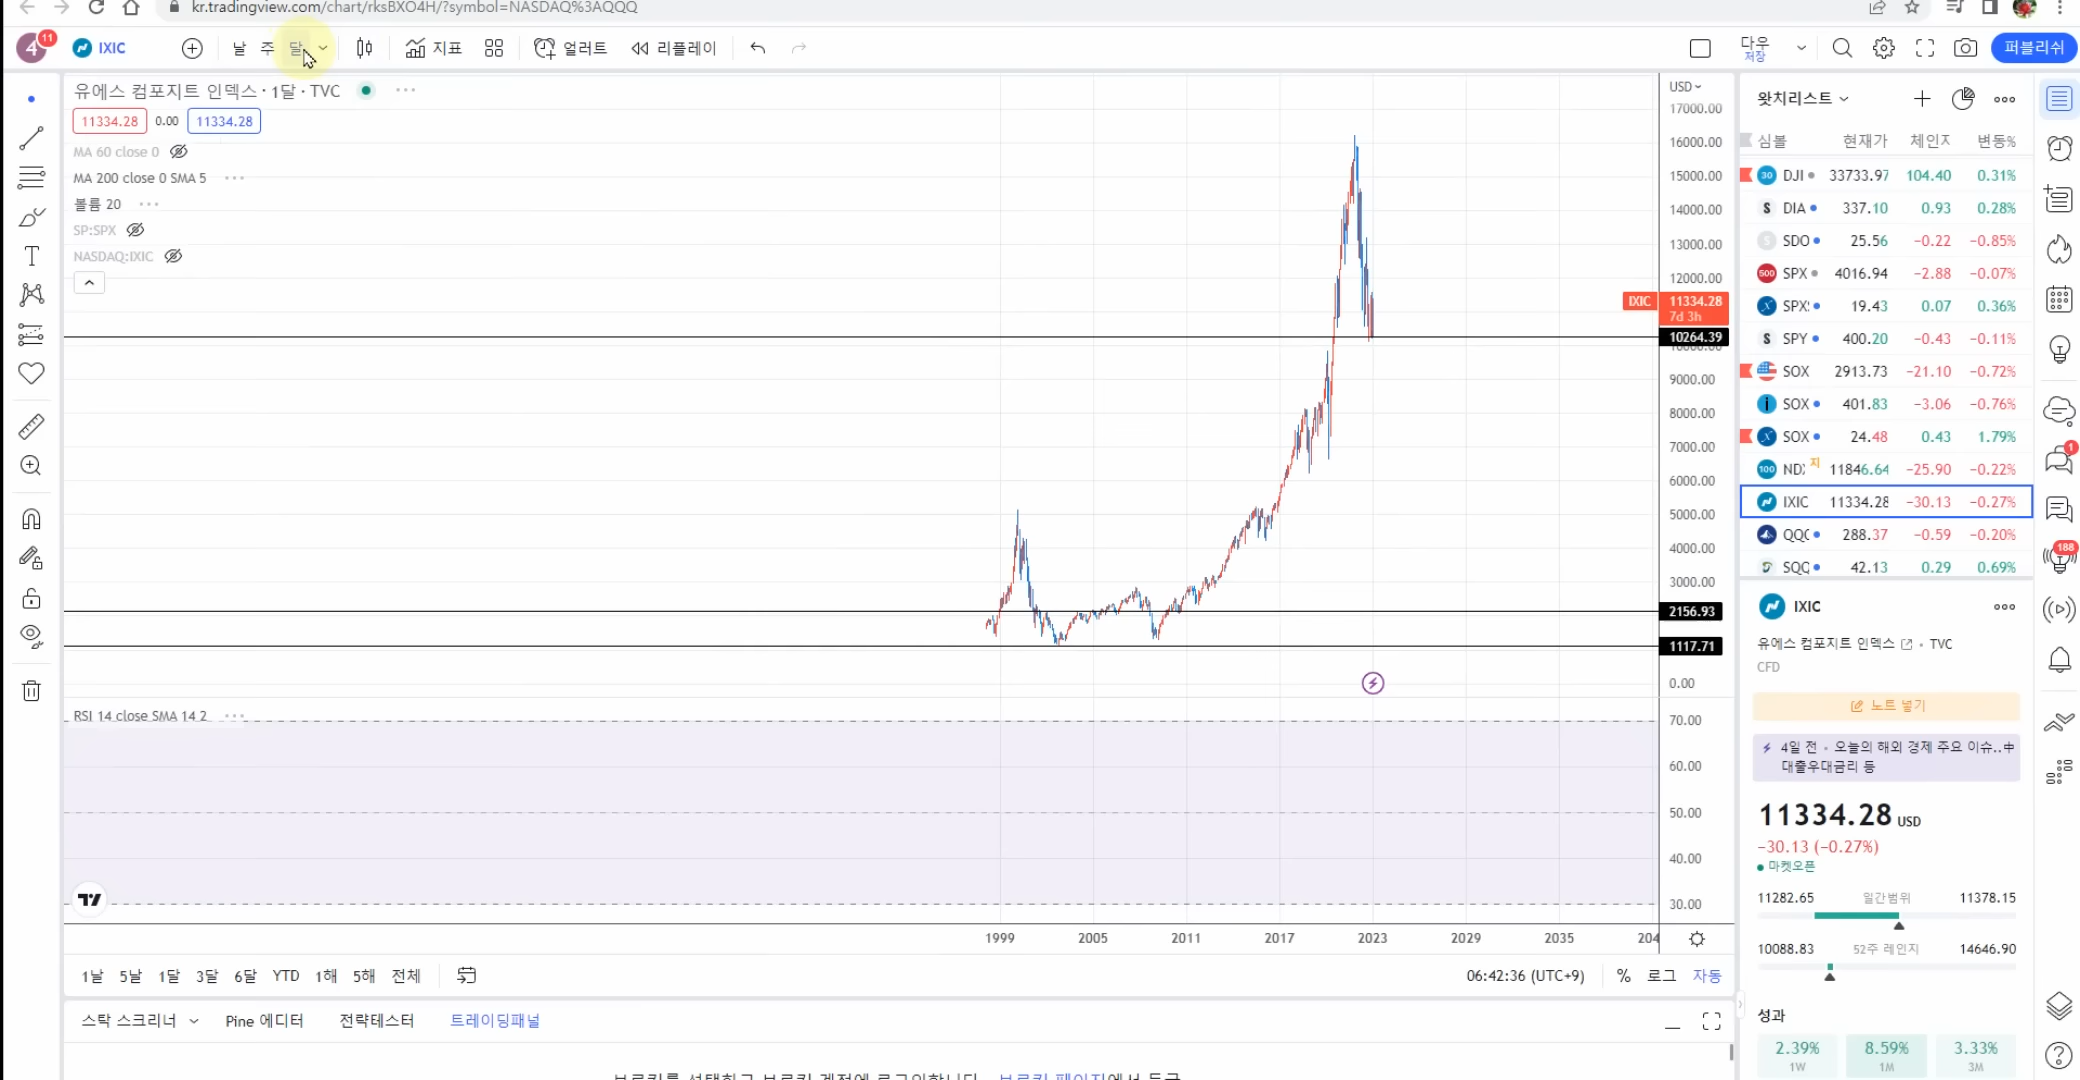 kr.tradingview.com/chart/rksBXO4H/?symbol=NASDAQ%3AQQQ
4 11 IXIC 날 주 달 지표 얼러트 리플레이 다우 저장 퍼블리쉬
유에스 컴포지트 인덱스 · 1달 · TVC
11334.28 0.00 11334.28
MA 60 close 0
MA 200 close 0 SMA 5
볼륨 20
SP:SPX
NASDAQ:IXIC
USD
17000.00
16000.00
15000.00
14000.00
13000.00
12000.00
IXIC 11334.28
7d 3h
10264.39
9000.00
8000.00
7000.00
6000.00
5000.00
4000.00
3000.00
2156.93
1117.71
0.00
RSI 14 close SMA 14 2
70.00
60.00
50.00
40.00
30.00
1999 2005 2011 2017 2023 2029 2035 204
1날 5날 1달 3달 6달 YTD 1해 5해 전체
06:42:36 (UTC+9) % 로그 자동
스탁 스크리너 Pine 에디터 전략테스터 트레이딩패널
왓치리스트
심볼 현재가 체인지 변동%
30 DJI 33733.97 104.40 0.31%
S DIA 337.10 0.93 0.28%
S SDO 25.56 −0.22 −0.85%
500 SPX 4016.94 −2.88 −0.07%
SPX 19.43 0.07 0.36%
S SPY 400.20 −0.43 −0.11%
SOX 2913.73 −21.10 −0.72%
SOX 401.83 −3.06 −0.76%
SOX 24.48 0.43 1.79%
100 ND 지 11846.64 −25.90 −0.22%
IXIC 11334.28 −30.13 −0.27%
QQ 288.37 −0.59 −0.20%
SQQ 42.13 0.29 0.69%
IXIC
유에스 컴포지트 인덱스 • TVC
CFD
노트 넣기
4일 전 • 오늘의 해외 경제 주요 이슈..中
대출우대금리 등
11334.28 USD
−30.13 (−0.27%)
마켓오픈
11282.65 일간범위 11378.15
10088.83 52주 레인지 14646.90
성과
2.39% 8.59% 3.33%
1W 1M 3M
1
188